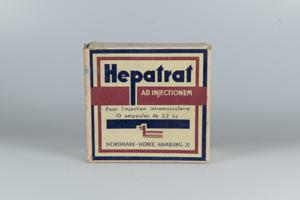 Hepatrat
AD INJECTIONEM
Pour l'injection intramusculaire
10 ampoules de 2,2 cc
NORDMARK-WERKE, HAMBURG 21